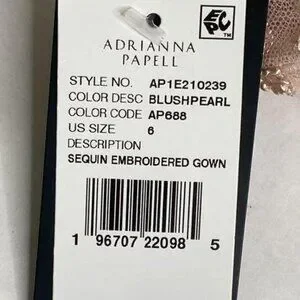 EPC™
ADRIANNA
PAPELL
STYLE NO. AP1E210239
COLOR DESC BLUSHPEARL
COLOR CODE AP688
US SIZE 6
DESCRIPTION
SEQUIN EMBROIDERED GOWN
1 96707 22098 5